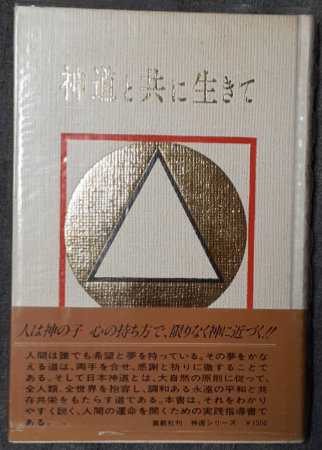 神道と共に生きて
人は神の子 心の持ち方で、限りなく神に近づく!!
人間は誰でも希望と夢を持っている。その夢をかな
える道は、両手を合せ、感謝と祈りに徹することで
ある。そして日本神道とは、大自然の原則に従って、
全人類、全世界を抱容し、調和ある永遠の平和と共
存共栄をもたらす道である。本書は、それをわかり
やすく鋭く、人間の運命を開くための実践指導書で
ある。
社刊 神道シリーズ ¥1500